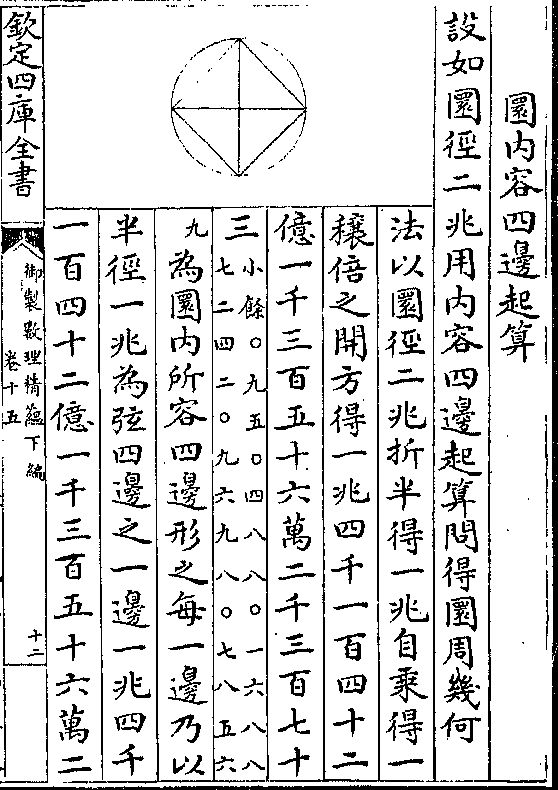 圜内容四邊起算
設如圜徑二兆用内容四邊起算問得圜周幾何
法以圜徑二兆折半得一兆自乘得一
穰倍之開方得一兆四千一百四十二
億一千三百五十六萬二千三百七十
三小餘〇九五〇四八八〇一六八八
七二四二〇九六九八〇七八五六
九為圜内所容四邊形之每一邊乃以
半徑一兆為弦四邊之一邊一兆四千
一百四十二億一千三百五十六萬二
欽定四庫全書
御製數理精蘊下編
卷十五
十二